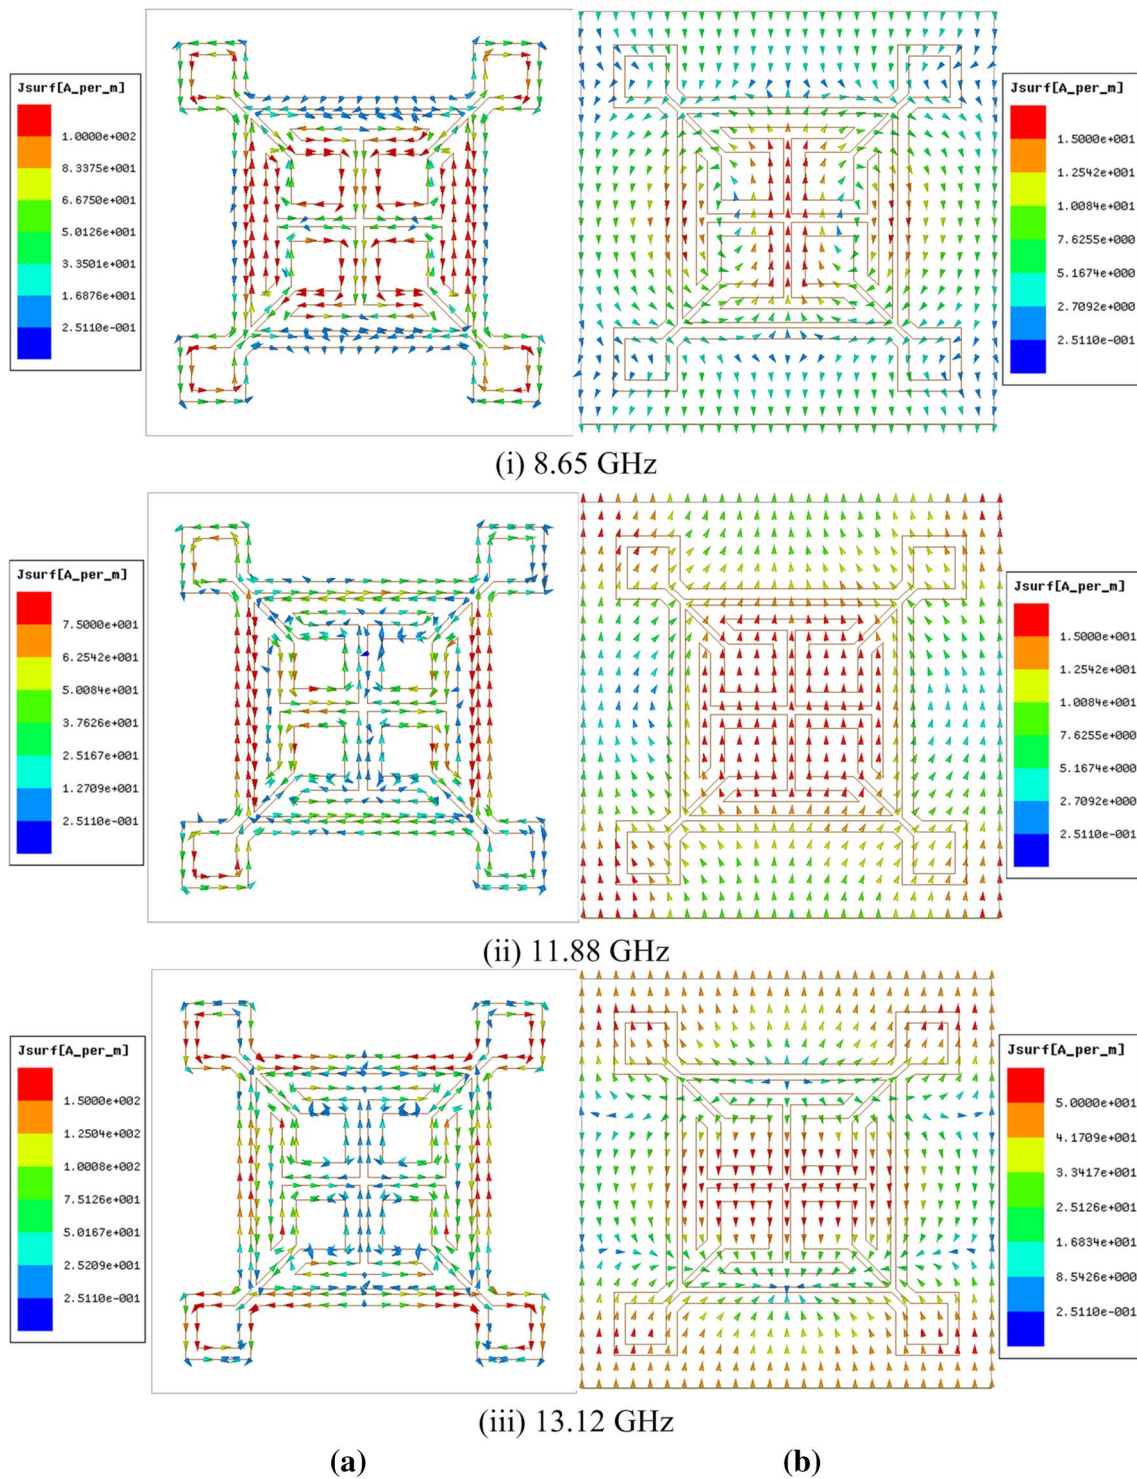 Jsurf[A_per_m]
1.0000e+002
8.3375e+001
6.6750e+001
5.0126e+001
3.3501e+001
1.6876e+001
2.5110e-001
Jsurf[A_per_m]
1.5000e+001
1.2542e+001
1.0084e+001
7.6255e+000
5.1674e+000
2.7092e+000
2.5110e-001
(i) 8.65 GHz
Jsurf[A_per_m]
7.5000e+001
6.2542e+001
5.0084e+001
3.7626e+001
2.5167e+001
1.2709e+001
2.5110e-001
Jsurf[A_per_m]
1.5000e+001
1.2542e+001
1.0084e+001
7.6255e+000
5.1674e+000
2.7092e+000
2.5110e-001
(ii) 11.88 GHz
Jsurf[A_per_m]
1.5000e+002
1.2504e+002
1.0008e+002
7.5126e+001
5.0167e+001
2.5209e+001
2.5110e-001
Jsurf[A_per_m]
5.0000e+001
4.1709e+001
3.3417e+001
2.5126e+001
1.6834e+001
8.5426e+000
2.5110e-001
(iii) 13.12 GHz
(a) (b)